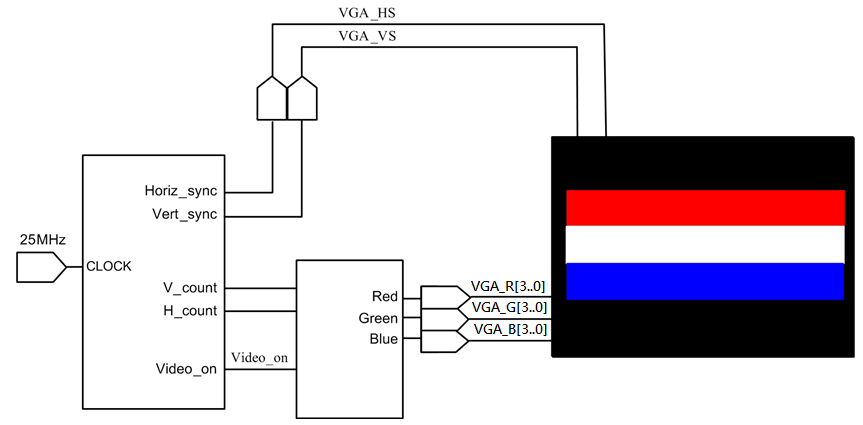 VGA_HS
VGA_VS
Horiz_sync
Vert_sync
25MHz
CLOCK
V_count
H_count
Video_on
Video_on
Red
Green
Blue
VGA_R[3..0]
VGA_G[3..0]
VGA_B[3..0]